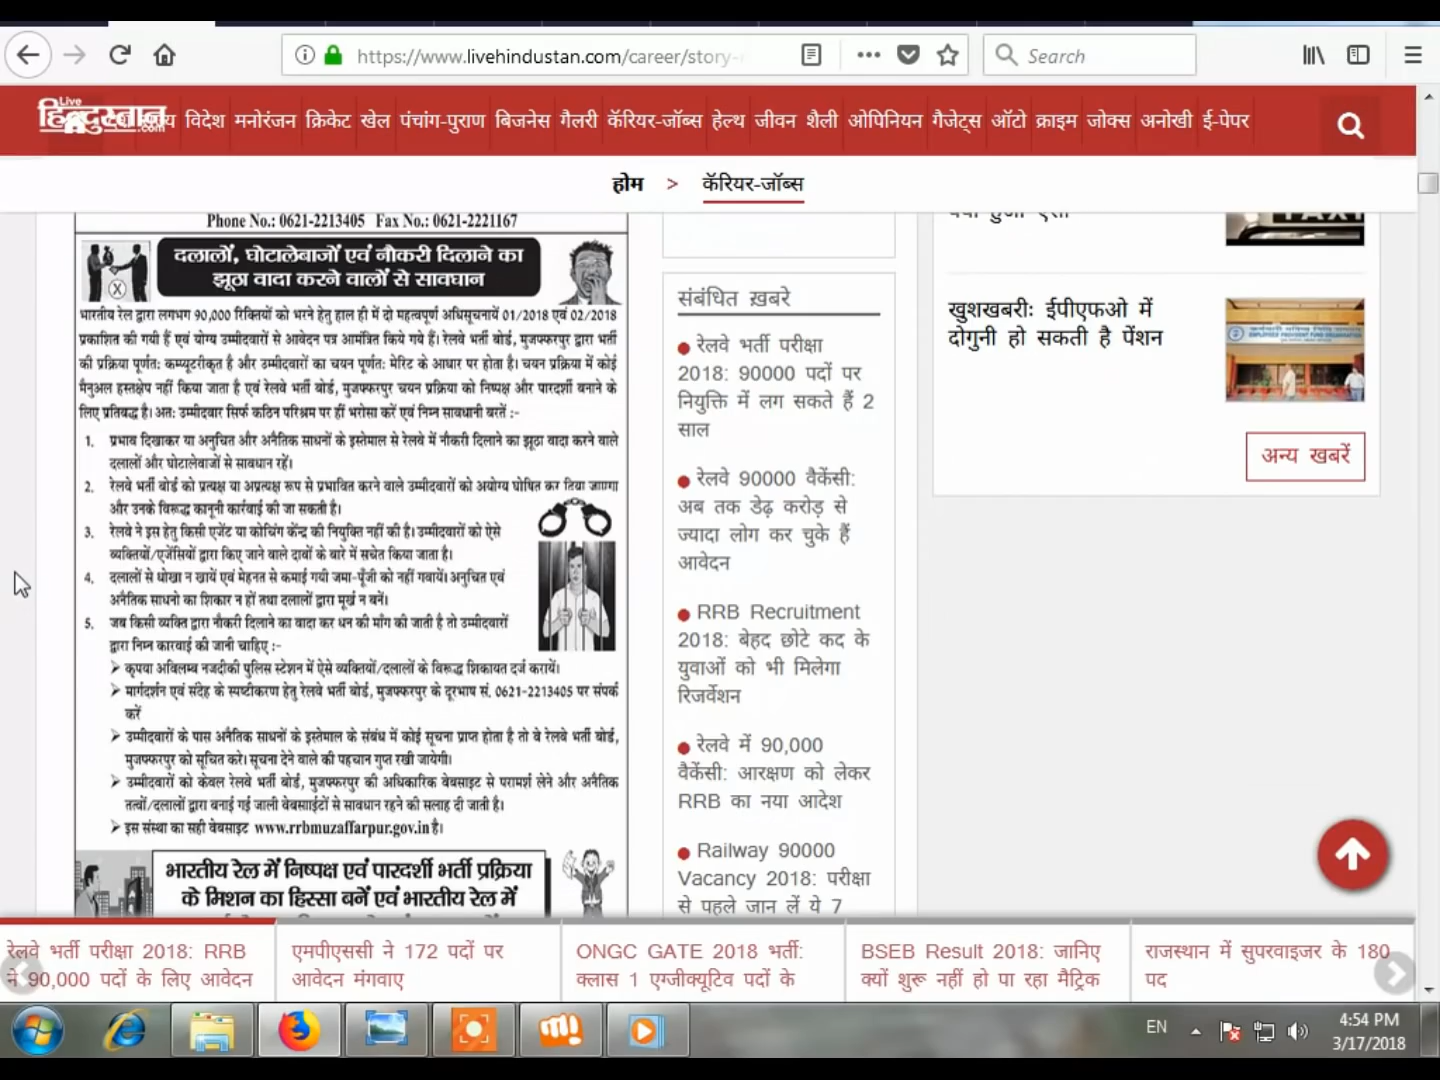 https://www.livehindustan.com/career/story-
Search
Live
हिन्दुस्तान
.com
विदेश मनोरंजन क्रिकेट खेल पंचांग-पुराण बिजनेस गैलरी कॅरियर-जॉब्स हेल्थ जीवन शैली ओपिनियन गैजेट्स ऑटो क्राइम जोक्स अनोखी ई-पेपर
होम > कॅरियर-जॉब्स
Phone No.: 0621-2213405 Fax No.: 0621-2221167
दलालों, घोटालेबाजों एवं नौकरी दिलाने का
झूठा वादा करने वालों से सावधान
भारतीय रेल द्वारा लगभग 90,000 रिक्तियों को भरने हेतु हाल ही में दो महत्वपूर्ण अधिसूचनायें 01/2018 एवं 02/2018
प्रकाशित की गयी हैं एवं योग्य उम्मीदवारों से आवेदन पत्र आमंत्रित किये गये हैं। रेलवे भर्ती बोर्ड, मुजफ्फरपुर द्वारा भर्ती
की प्रक्रिया पूर्णत: कम्प्यूटरीकृत है और उम्मीदवारों का चयन पूर्णत: मेरिट के आधार पर होता है। चयन प्रक्रिया में कोई
मैनुअल हस्तक्षेप नहीं किया जाता है एवं रेलवे भर्ती बोर्ड, मुजफ्फरपुर चयन प्रक्रिया को निष्पक्ष और पारदर्शी बनाने के
लिए प्रतिबद्ध है। अत: उम्मीदवार सिर्फ कठिन परिश्रम पर हीं भरोसा करें एवं निम्न सावधानी बरतें :-
1. प्रभाव दिखाकर या अनुचित और अनैतिक साधनों के इस्तेमाल से रेलवे में नौकरी दिलाने का झूठा वादा करने वाले
दलालों और घोटालेबाजों से सावधान रहें।
2. रेलवे भर्ती बोर्ड को प्रत्यक्ष या अप्रत्यक्ष रूप से प्रभावित करने वाले उम्मीदवारों को अयोग्य घोषित कर दिया जाएगा
और उनके विरूद्ध कानूनी कार्रवाई की जा सकती है।
3. रेलवे ने इस हेतु किसी एजेंट या कोचिंग केंन्द्र की नियुक्ति नहीं की है। उम्मीदवारों को ऐसे
व्यक्तियों/एजेंसियों द्वारा किए जाने वाले दावों के बारे में सचेत किया जाता है।
4. दलालों से धोखा न खायें एवं मेहनत से कमाई गयी जमा-पूँजी को नहीं गवायें। अनुचित एवं
अनैतिक साधनो का शिकार न हों तथा दलालों द्वारा मूर्ख न बनें।
5. जब किसी व्यक्ति द्वारा नौकरी दिलाने का वादा कर धन की माँग की जाती है तो उम्मीदवारों
द्वारा निम्न कारवाई की जानी चाहिए :-
➤ कृपया अविलम्ब नजदीकी पुलिस स्टेशन में ऐसे व्यक्तियों/दलालों के विरूद्ध शिकायत दर्ज करायें।
➤ मार्गदर्शन एवं संदेह के स्पष्टीकरण हेतु रेलवे भर्ती बोर्ड, मुजफ्फरपुर के दूरभाष सं. 0621-2213405 पर संपर्क
करें
➤ उम्मीदवारों के पास अनैतिक साधनों के इस्तेमाल के संबंध में कोई सूचना प्राप्त होता है तो वे रेलवे भर्ती बोर्ड,
मुजफ्फरपुर को सूचित करे। सूचना देने वाले की पहचान गुप्त रखी जायेगी।
➤ उम्मीदवारों को केवल रेलवे भर्ती बोर्ड, मुजफ्फरपुर की अधिकारिक वेबसाइट से परामर्श लेने और अनैतिक
तत्वों/दलालों द्वारा बनाई गई जाली वेबसाईटों से सावधान रहने की सलाह दी जाती है।
➤ इस संस्था का सही वेबसाइट www.rrbmuzaffarpur.gov.in है।
भारतीय रेल में निष्पक्ष एवं पारदर्शी भर्ती प्रक्रिया
के मिशन का हिस्सा बनें एवं भारतीय रेल में
संबंधित ख़बरे
रेलवे भर्ती परीक्षा
2018: 90000 पदों पर
नियुक्ति में लग सकते हैं 2
साल
रेलवे 90000 वैकेंसी:
अब तक डेढ़ करोड़ से
ज्यादा लोग कर चुके हैं
आवेदन
RRB Recruitment
2018: बेहद छोटे कद के
युवाओं को भी मिलेगा
रिजर्वेशन
रेलवे में 90,000
वैकेंसी: आरक्षण को लेकर
RRB का नया आदेश
Railway 90000
Vacancy 2018: परीक्षा
से पहले जान लें ये 7
खुशखबरीः ईपीएफओ में
दोगुनी हो सकती है पेंशन
अन्य खबरें
रेलवे भर्ती परीक्षा 2018: RRB
ने 90,000 पदों के लिए आवेदन
एमपीएससी ने 172 पदों पर
आवेदन मंगवाए
ONGC GATE 2018 भर्ती:
क्लास 1 एग्जीक्यूटिव पदों के
BSEB Result 2018: जानिए
क्यों शुरू नहीं हो पा रहा मैट्रिक
राजस्थान में सुपरवाइजर के 180
पद
EN
4:54 PM
3/17/2018